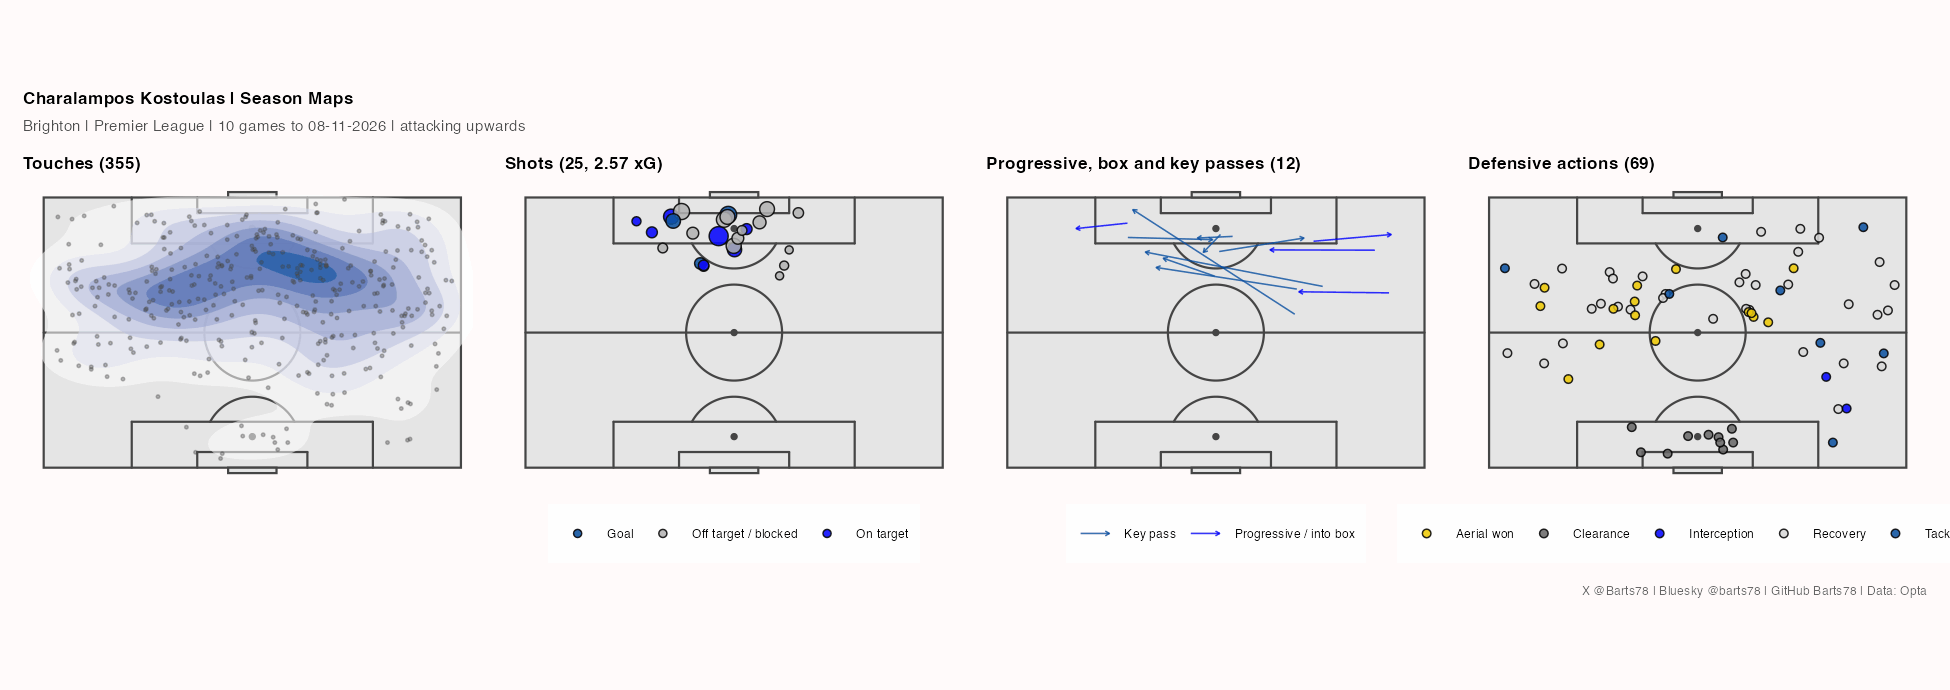 Charalampos Kostoulas | Season Maps
Brighton | Premier League | 10 games to 08-11-2026 | attacking upwards
Touches (355)
Shots (25, 2.57 xG)
Progressive, box and key passes (12)
Defensive actions (69)
Goal
Off target / blocked
On target
Key pass
Progressive / into box
Aerial won
Clearance
Interception
Recovery
Tack
X @Barts78 | Bluesky @barts78 | GitHub Barts78 | Data: Opta